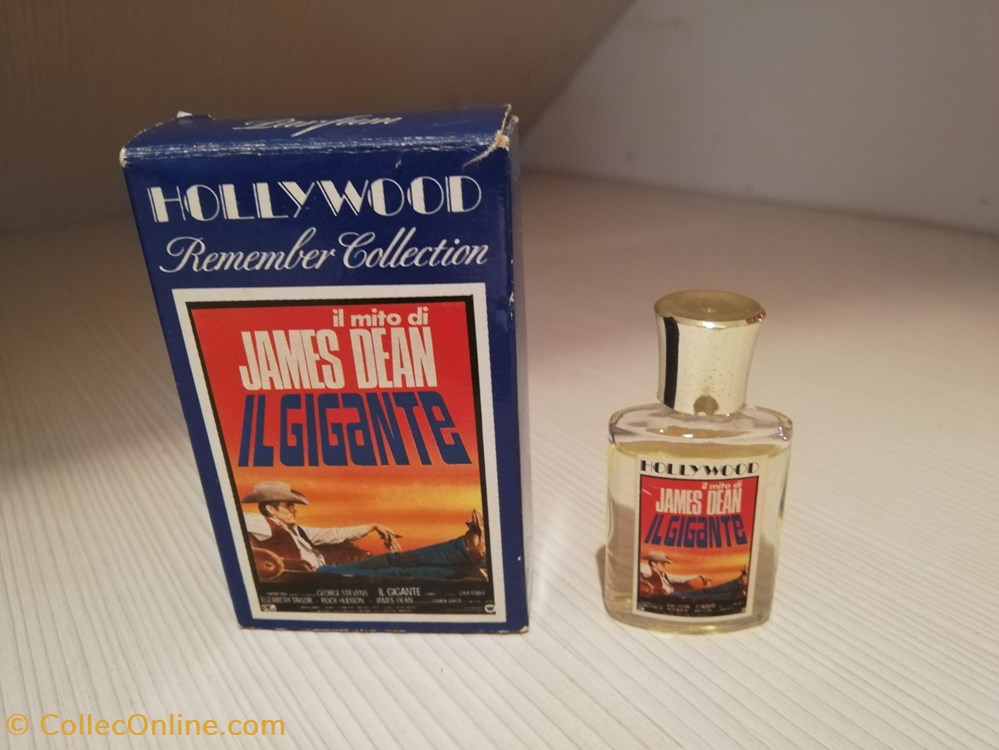 Parfum
HOLLYWOOD
Remember Collection
il mito di
JAMES DEAN
IL GIGANTE
GEORGE STEVENS IL GIGANTE
ELIZABETH TAYLOR ROCK HUDSON JAMES DEAN
HOLLYWOOD
il mito di
JAMES DEAN
IL GIGANTE
© CollecOnline.com